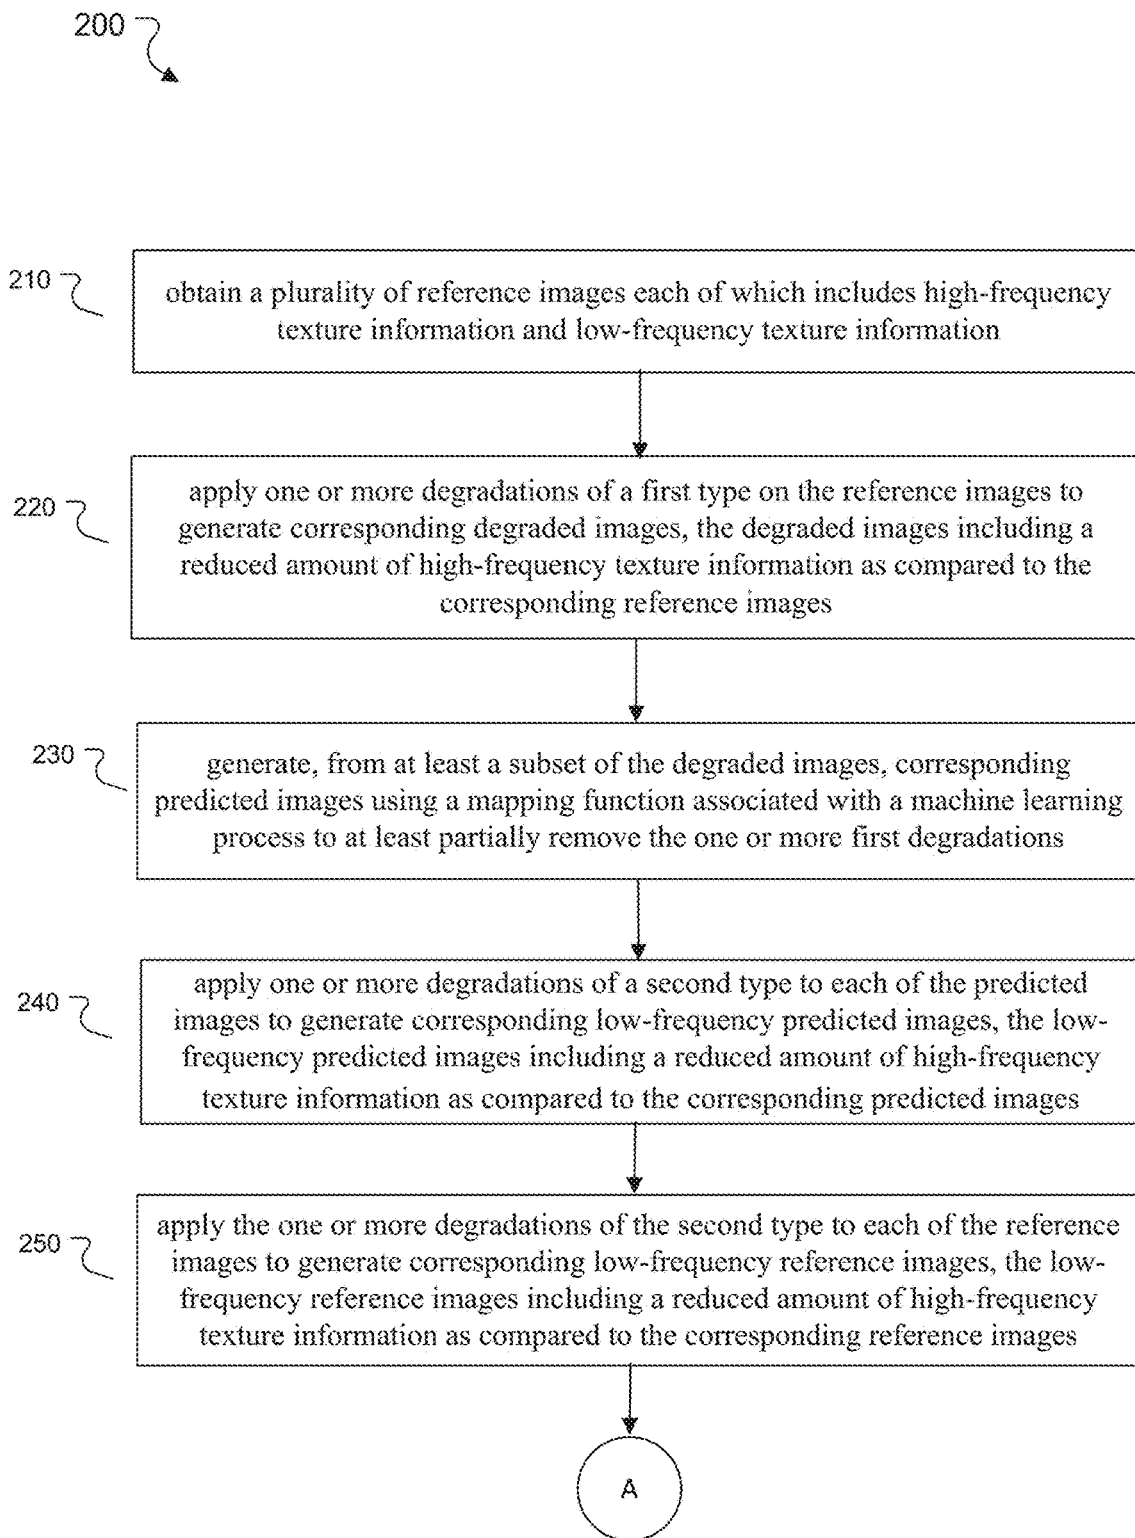 200
210
obtain a plurality of reference images each of which includes high-frequency
texture information and low-frequency texture information
220
apply one or more degradations of a first type on the reference images to
generate corresponding degraded images, the degraded images including a
reduced amount of high-frequency texture information as compared to the
corresponding reference images
230
generate, from at least a subset of the degraded images, corresponding
predicted images using a mapping function associated with a machine learning
process to at least partially remove the one or more first degradations
240
apply one or more degradations of a second type to each of the predicted
images to generate corresponding low-frequency predicted images, the low-
frequency predicted images including a reduced amount of high-frequency
texture information as compared to the corresponding predicted images
250
apply the one or more degradations of the second type to each of the reference
images to generate corresponding low-frequency reference images, the low-
frequency reference images including a reduced amount of high-frequency
texture information as compared to the corresponding reference images
A